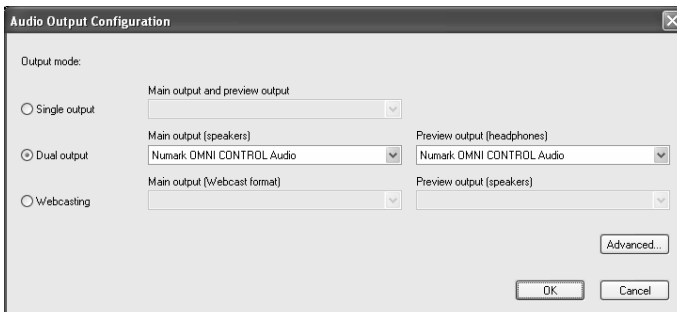 Audio Output Configuration
Output mode:
Main output and preview output
Single output
Main output (speakers)
Preview output (headphones)
Dual output
Numark OMNI CONTROL Audio
Numark OMNI CONTROL Audio
Main output (Webcast format)
Preview output (speakers)
Webcasting
Advanced...
OK
Cancel